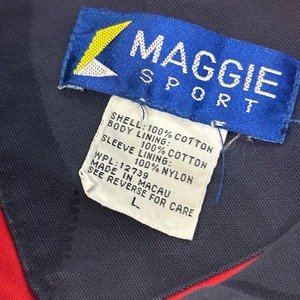 MAGGIE
SPORT
SHELL: 100% COTTON
BODY LINING:
100% COTTON
SLEEVE LINING:
100% NYLON
WPL: 12739
MADE IN MACAU
SEE REVERSE FOR CARE
L